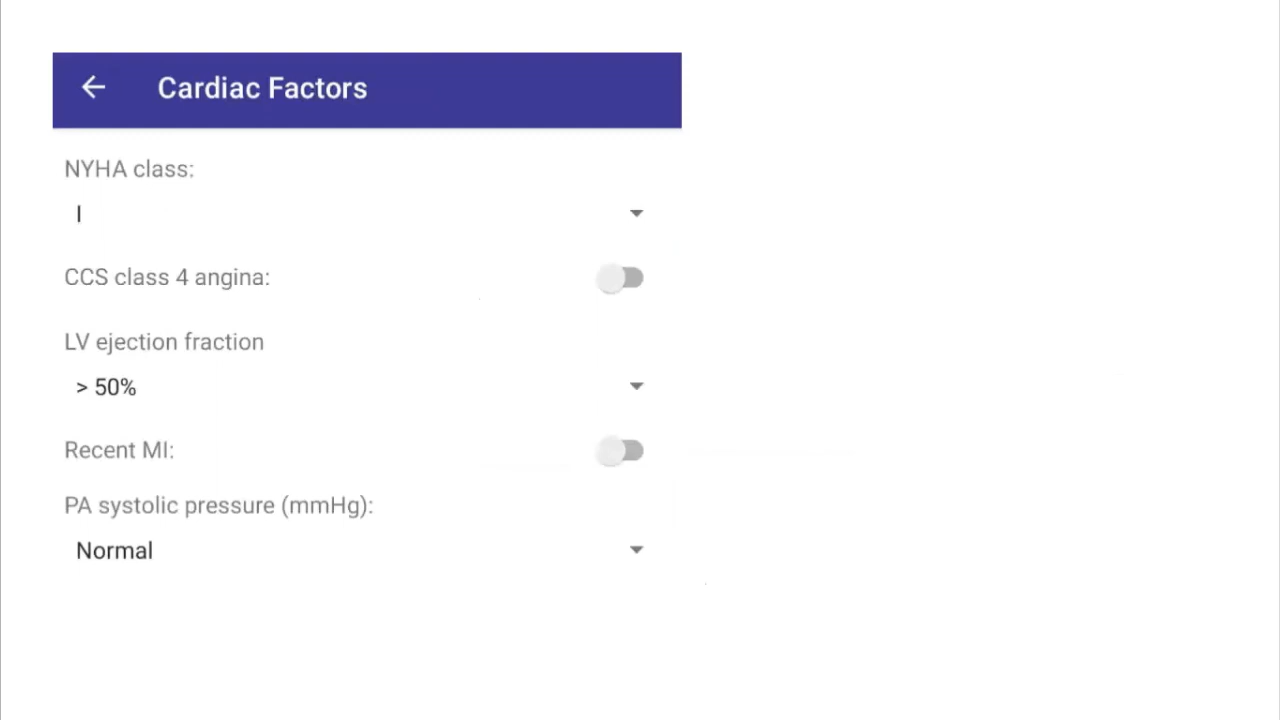 Cardiac Factors
NYHA class:
I
CCS class 4 angina:
LV ejection fraction
> 50%
Recent MI:
PA systolic pressure (mmHg):
Normal